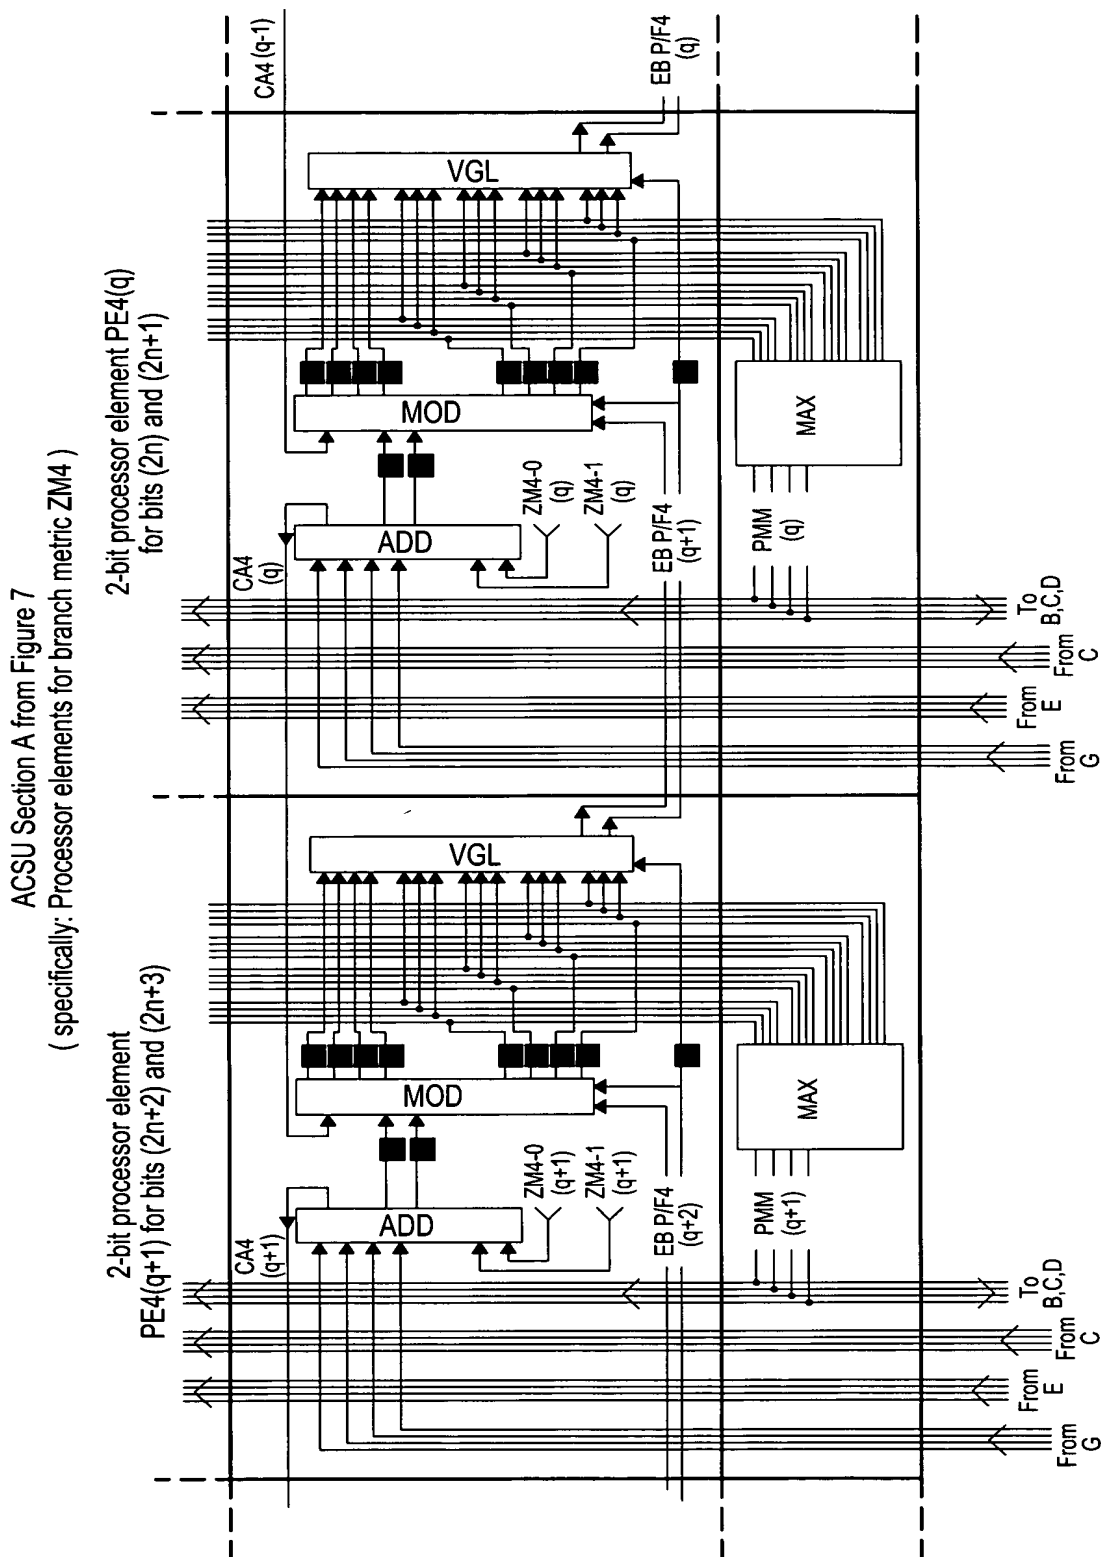 ACSU Section A from Figure 7
( specifically: Processor elements for branch metric ZM4 )
2-bit processor element
PE4(q+1) for bits (2n+2) and (2n+3)
2-bit processor element PE4(q)
for bits (2n) and (2n+1)
CA4
(q+1)
ADD
MOD
VGL
ZM4-0
(q+1)
ZM4-1
(q+1)
EB P/F4
(q+2)
PMM
(q+1)
MAX
From
G
From
E
From
C
To
B,C,D
CA4
(q)
ADD
MOD
VGL
CA4 (q-1)
ZM4-0
(q)
ZM4-1
(q)
EB P/F4
(q+1)
EB P/F4
(q)
PMM
(q)
MAX
From
G
From
E
From
C
To
B,C,D